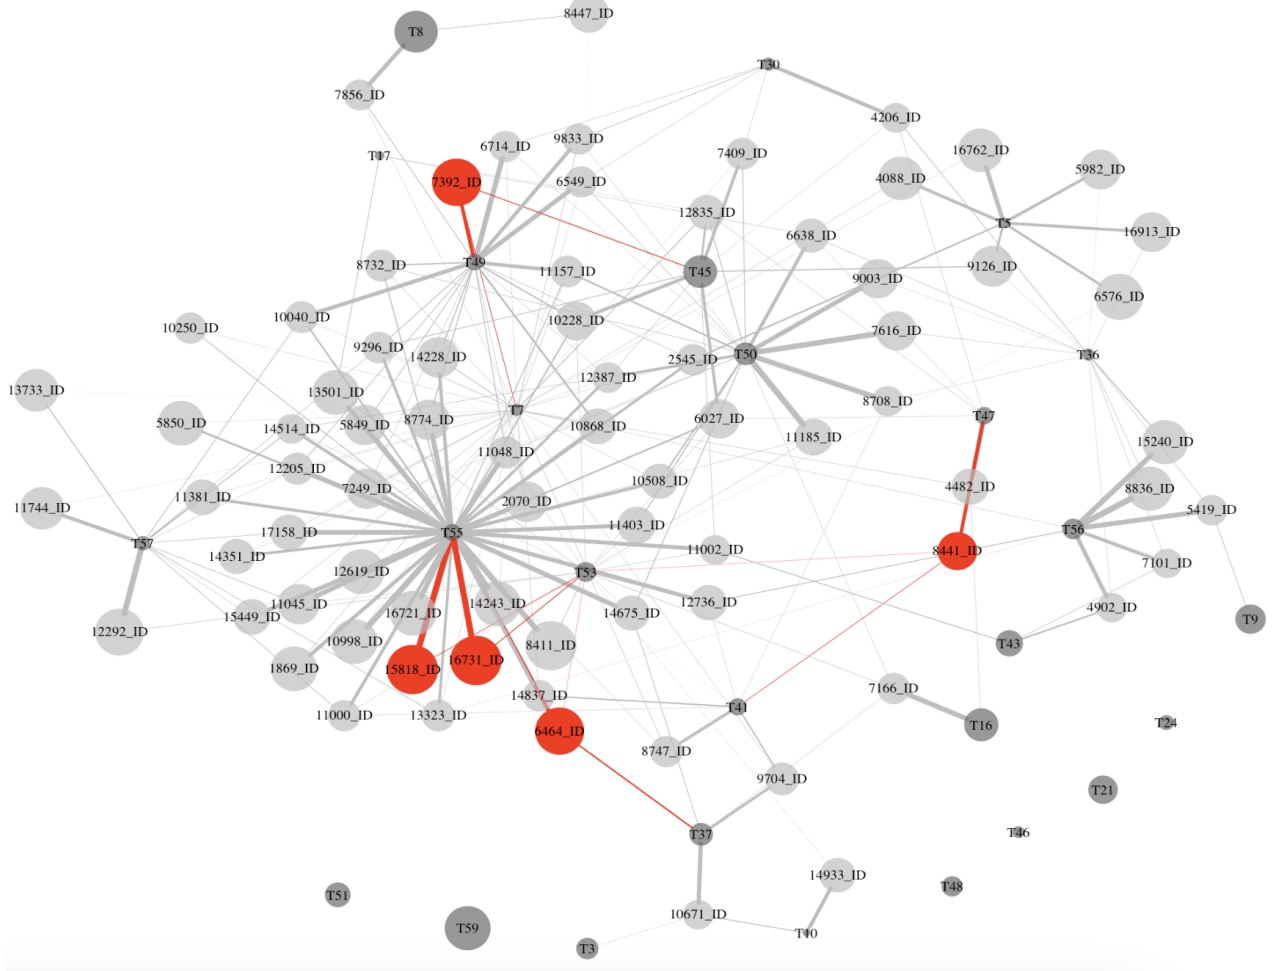 8447_ID
T8
T30
7856_ID
4206_ID
6714_ID
9833_ID
T17
7409_ID
16762_ID
5982_ID
7392_ID
6549_ID
4088_ID
12835_ID
T5
6638_ID
16913_ID
8732_ID
T49
11157_ID
T45
9003_ID
9126_ID
6576_ID
10040_ID
10250_ID
10228_ID
7616_ID
9296_ID
14228_ID
2545_ID
T50
T36
12387_ID
13733_ID
13501_ID
8708_ID
T7
T47
5850_ID
14514_ID
5849_ID
8774_ID
10868_ID
6027_ID
11185_ID
15240_ID
11048_ID
12205_ID
7249_ID
10508_ID
4482_ID
8836_ID
11381_ID
2070_ID
11744_ID
5419_ID
17158_ID
T55
11403_ID
T56
T57
14351_ID
11002_ID
8441_ID
7101_ID
12619_ID
T53
11045_ID
15449_ID
16721_ID
14243_ID
14675_ID
12736_ID
4902_ID
T9
12292_ID
10998_ID
8411_ID
T43
1869_ID
15818_ID
16731_ID
7166_ID
14837_ID
T41
11000_ID
13323_ID
T16
T24
6464_ID
8747_ID
9704_ID
T21
T37
T46
14933_ID
T48
T51
10671_ID
T59
T10
T3